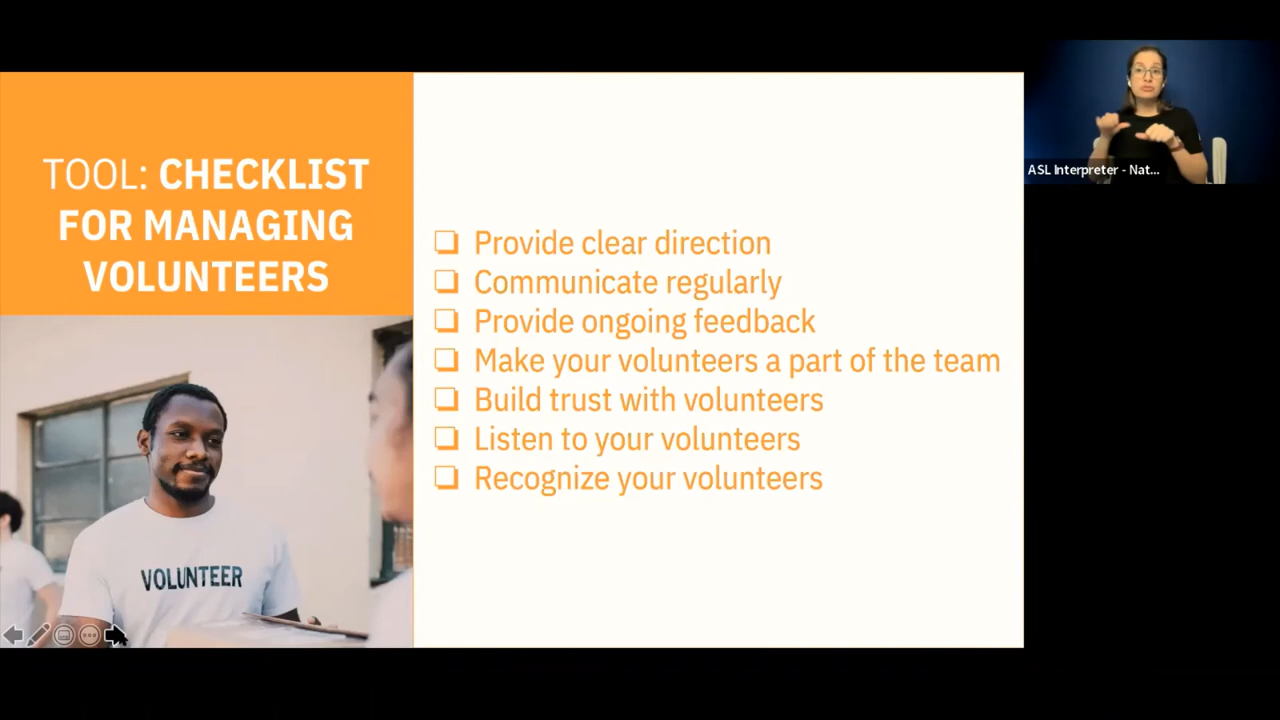 TOOL: CHECKLIST
FOR MANAGING
VOLUNTEERS
Provide clear direction
Communicate regularly
Provide ongoing feedback
Make your volunteers a part of the team
Build trust with volunteers
Listen to your volunteers
Recognize your volunteers
VOLUNTEER
ASL Interpreter - Nat...